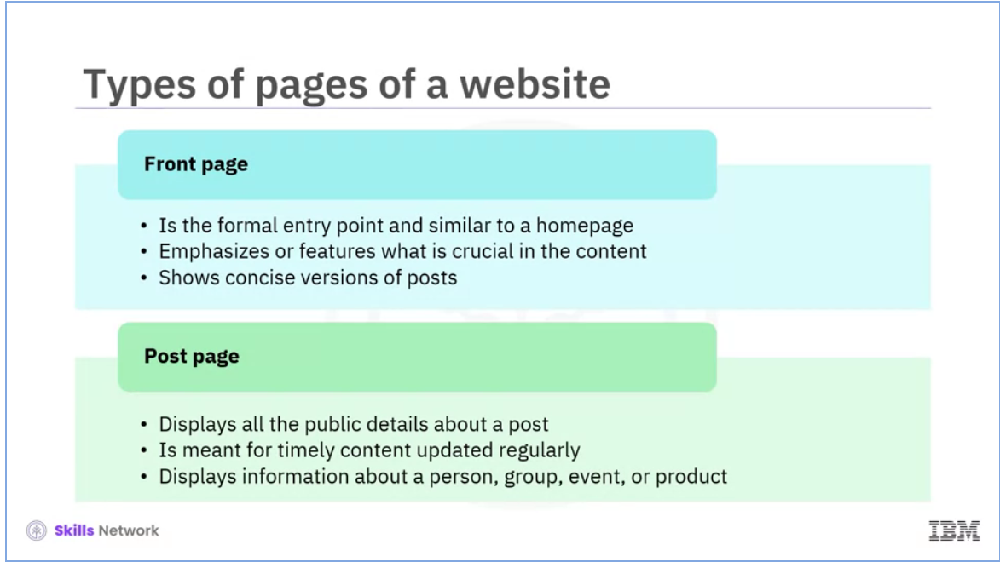 Types of pages of a website
Front page
• Is the formal entry point and similar to a homepage
• Emphasizes or features what is crucial in the content
• Shows concise versions of posts
Post page
• Displays all the public details about a post
• Is meant for timely content updated regularly
• Displays information about a person, group, event, or product
Skills Network
IBM